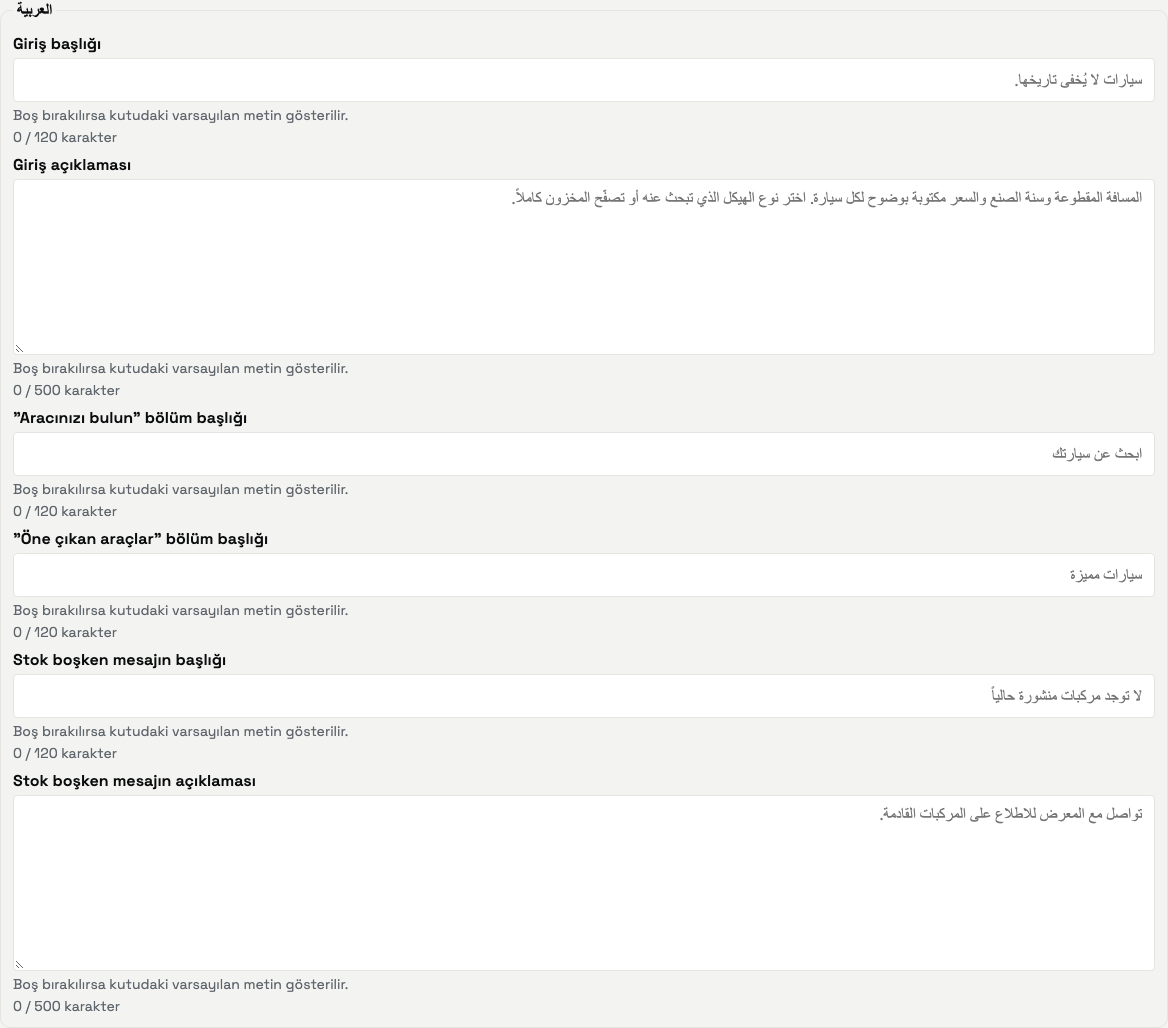 العربية
Giriş başlığı
سيارات لا يُخفى تاريخها.
Boş bırakılırsa kutudaki varsayılan metin gösterilir.
0 / 120 karakter
Giriş açıklaması
المسافة المقطوعة وسنة الصنع والسعر مكتوبة بوضوح لكل سيارة. اختر نوع الهيكل الذي تبحث عنه أو تصفّح المخزون كاملاً.
Boş bırakılırsa kutudaki varsayılan metin gösterilir.
0 / 500 karakter
”Aracınızı bulun” bölüm başlığı
ابحث عن سيارتك
Boş bırakılırsa kutudaki varsayılan metin gösterilir.
0 / 120 karakter
”Öne çıkan araçlar” bölüm başlığı
سيارات مميزة
Boş bırakılırsa kutudaki varsayılan metin gösterilir.
0 / 120 karakter
Stok boşken mesajın başlığı
لا توجد مركبات منشورة حالياً
Boş bırakılırsa kutudaki varsayılan metin gösterilir.
0 / 120 karakter
Stok boşken mesajın açıklaması
تواصل مع المعرض للاطلاع على المركبات القادمة.
Boş bırakılırsa kutudaki varsayılan metin gösterilir.
0 / 500 karakter